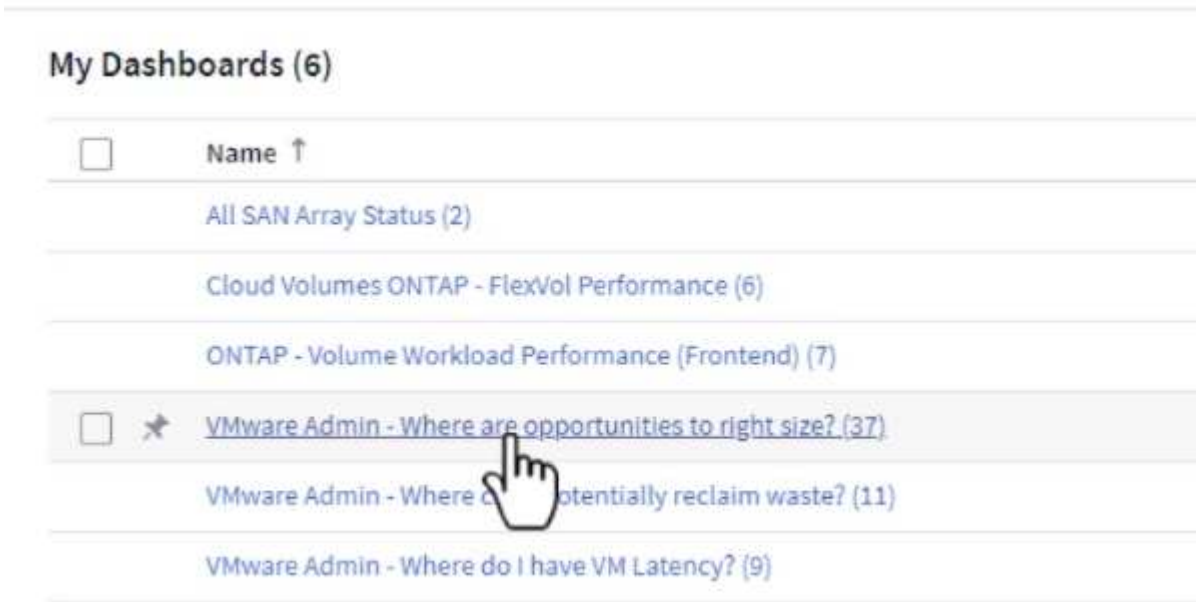 My Dashboards (6)
Name ↑
All SAN Array Status (2)
Cloud Volumes ONTAP - FlexVol Performance (6)
ONTAP - Volume Workload Performance (Frontend) (7)
VMware Admin - Where are opportunities to right size? (37)
VMware Admin - Where potentially reclaim waste? (11)
VMware Admin - Where do I have VM Latency? (9)